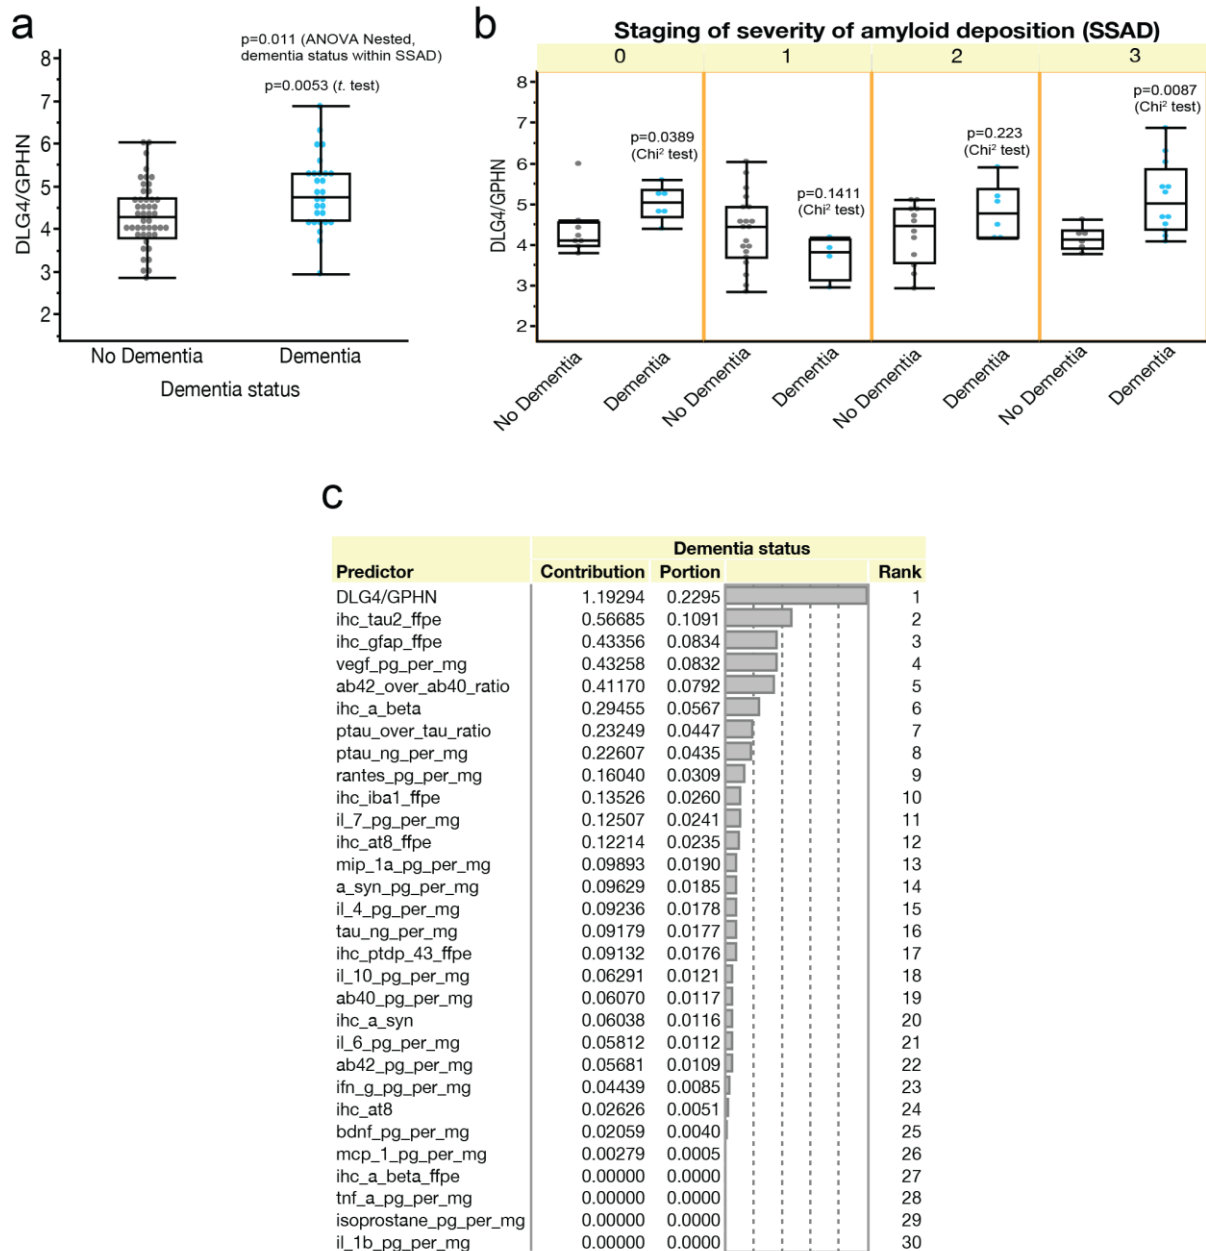 a
p=0.011 (ANOVA Nested,
dementia status within SSAD)
p=0.0053 (t. test)
DLG4/GPHN
8
7
6
5
4
3
2
No Dementia
Dementia
Dementia status
b
Staging of severity of amyloid deposition (SSAD)
0 1 2 3
DLG4/GPHN
8
7
6
5
4
3
2
p=0.0389
(Chi² test)
p=0.1411
(Chi² test)
p=0.223
(Chi² test)
p=0.0087
(Chi² test)
No Dementia
Dementia
No Dementia
Dementia
No Dementia
Dementia
No Dementia
Dementia
c
Dementia status
Predictor Contribution Portion Rank
DLG4/GPHN 1.19294 0.2295 1
ihc_tau2_ffpe 0.56685 0.1091 2
ihc_gfap_ffpe 0.43356 0.0834 3
vegf_pg_per_mg 0.43258 0.0832 4
ab42_over_ab40_ratio 0.41170 0.0792 5
ihc_a_beta 0.29455 0.0567 6
ptau_over_tau_ratio 0.23249 0.0447 7
ptau_ng_per_mg 0.22607 0.0435 8
rantes_pg_per_mg 0.16040 0.0309 9
ihc_iba1_ffpe 0.13526 0.0260 10
il_7_pg_per_mg 0.12507 0.0241 11
ihc_at8_ffpe 0.12214 0.0235 12
mip_1a_pg_per_mg 0.09893 0.0190 13
a_syn_pg_per_mg 0.09629 0.0185 14
il_4_pg_per_mg 0.09236 0.0178 15
tau_ng_per_mg 0.09179 0.0177 16
ihc_ptdp_43_ffpe 0.09132 0.0176 17
il_10_pg_per_mg 0.06291 0.0121 18
ab40_pg_per_mg 0.06070 0.0117 19
ihc_a_syn 0.06038 0.0116 20
il_6_pg_per_mg 0.05812 0.0112 21
ab42_pg_per_mg 0.05681 0.0109 22
ifn_g_pg_per_mg 0.04439 0.0085 23
ihc_at8 0.02626 0.0051 24
bdnf_pg_per_mg 0.02059 0.0040 25
mcp_1_pg_per_mg 0.00279 0.0005 26
ihc_a_beta_ffpe 0.00000 0.0000 27
tnf_a_pg_per_mg 0.00000 0.0000 28
isoprostane_pg_per_mg 0.00000 0.0000 29
il_1b_pg_per_mg 0.00000 0.0000 30